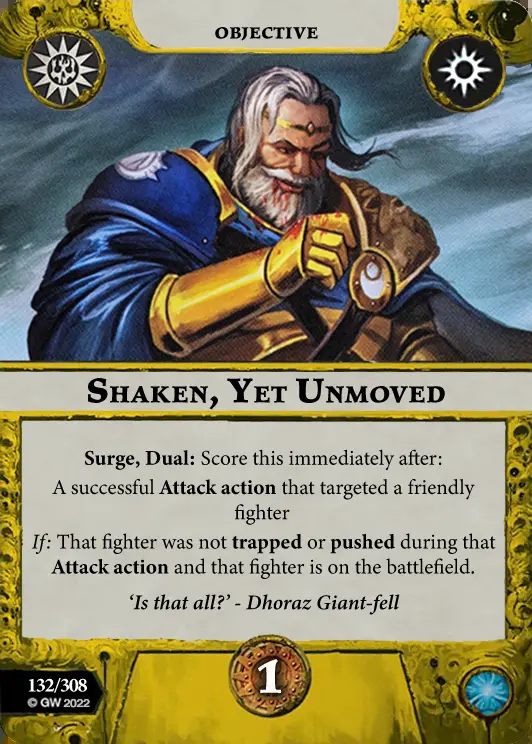 OBJECTIVE
SHAKEN, YET UNMOVED
Surge, Dual: Score this immediately after:
A successful Attack action that targeted a friendly
fighter
If: That fighter was not trapped or pushed during that
Attack action and that fighter is on the battlefield.
‘Is that all?’ - Dhoraz Giant-fell
1
132/308
© GW 2022